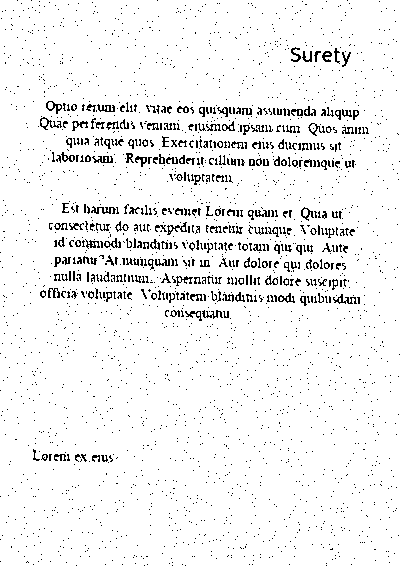 Surety
Optio rerum elit, vitae eos quisquam assumenda aliquip.
Quae perferendis veniam, eiusmod ipsam cum. Quos anim
quia atque quos. Exercitationem eius ducimus sit
laboriosam. Reprehenderit cillum non doloremque ut
voluptatem.
Est harum facilis eveniet Lorem quam et. Quia ut
consectetur do aut expedita tenetur cumque. Voluptate
id commodi blanditiis voluptate totam qui qui. Aute
pariatur At numquam sit in. Aut dolore qui dolores
nulla laudantium. Aspernatur mollit dolore suscipit
officia voluptate. Voluptatem blanditiis modi quibusdam
consequatur.
Lorem ex eius